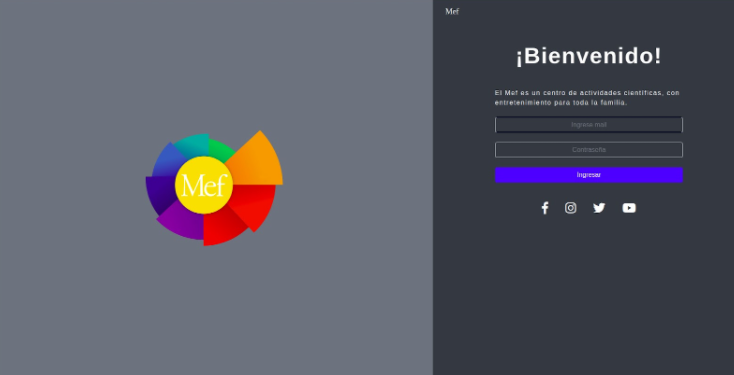 Mef
Mef
¡Bienvenido!
El Mef es un centro de actividades científicas, con
entretenimiento para toda la familia.
Ingrese mail
Contraseña
Ingresar